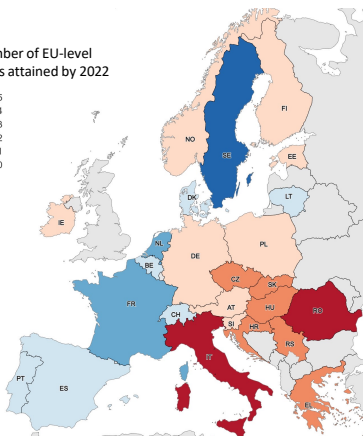 mber of EU-level
s attained by 2022
5
4
3
2
1
0
FI
NO
SE
EE
DK
LT
IE
NL
DE
PL
BE
CZ
SK
FR
CH
AT
HU
RO
SI
HR
IT
RS
PT
ES
EL